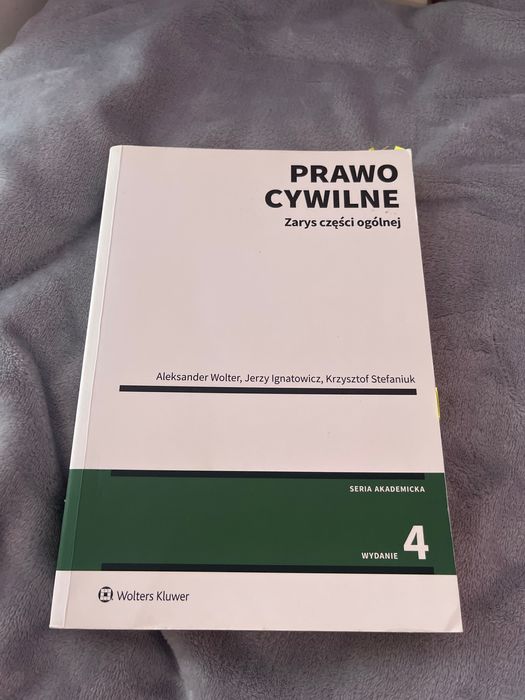 PRAWO
CYWILNE
Zarys części ogólnej
Aleksander Wolter, Jerzy Ignatowicz, Krzysztof Stefaniuk
SERIA AKADEMICKA
WYDANIE 4
Wolters Kluwer